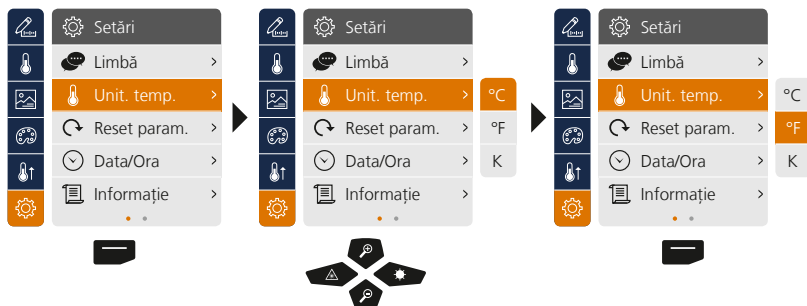 Setări
Limbă
Unit. temp.
Reset param.
Data/Ora
Informație
Setări
Limbă
Unit. temp.
Reset param.
Data/Ora
Informație
°C
°F
K
Setări
Limbă
Unit. temp.
Reset param.
Data/Ora
Informație
°C
°F
K